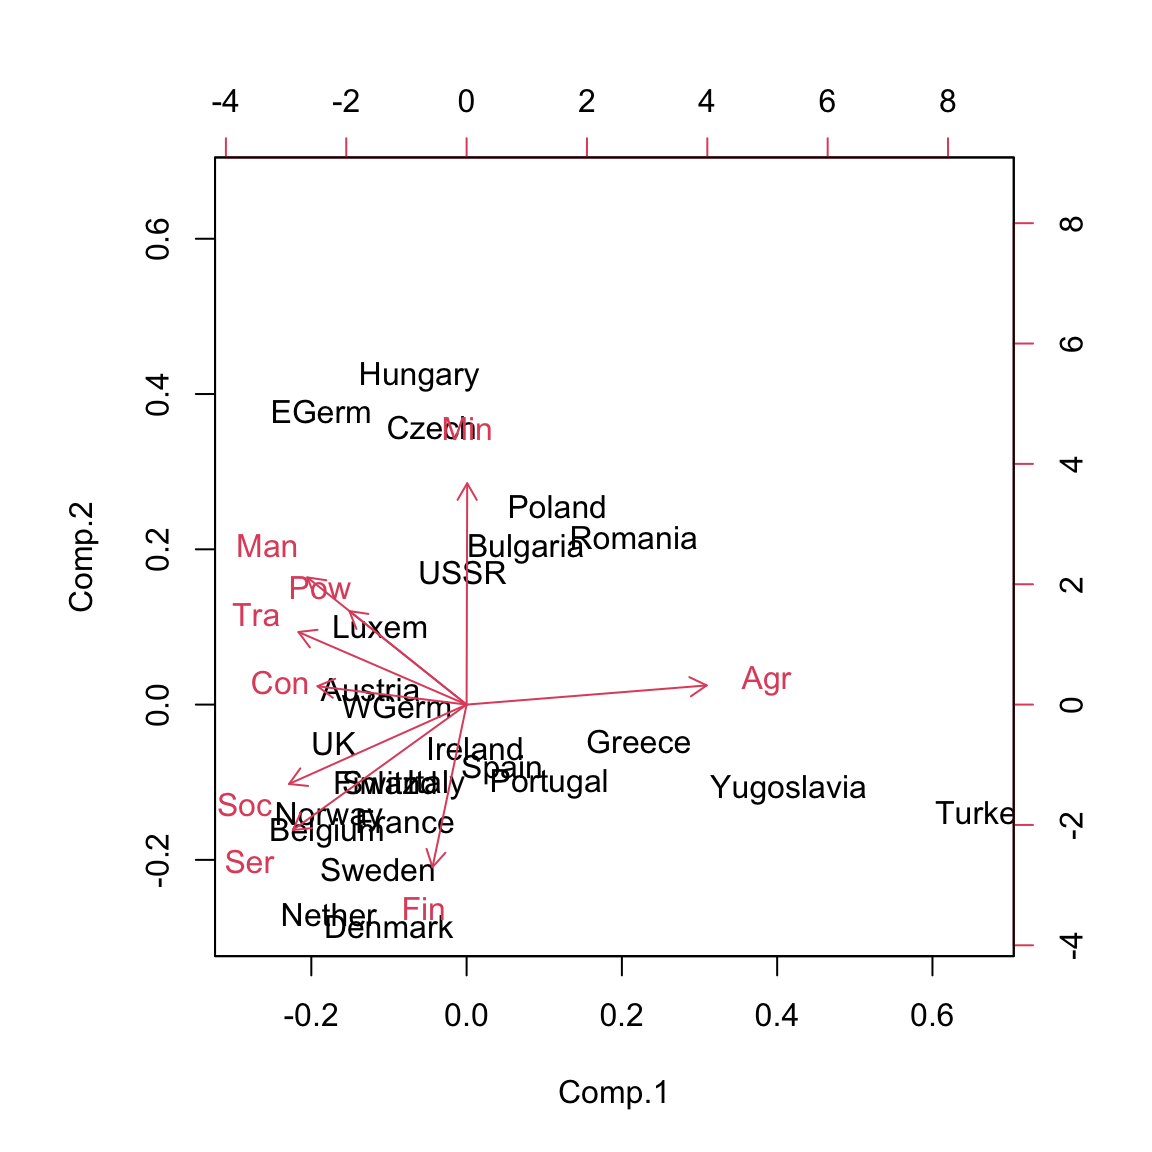 -4 -2 0 2 4 6 8
0.6
8
6
Hungary
EGerm
0.4
Czech
Min
4
Poland
Romania
Man
0.2
Bulgaria
USSR
Pow
2
Tra
Luxem
Comp.2
Con
Austria
Agr
WGerm
0.0
0
UK
Ireland
Greece
Spain
Finland
Switz
Italy
Portugal
Yugoslavia
Soc
Norway
Turke
Belgium
France
-2
Ser
-0.2
Sweden
Nether
Fin
Denmark
-4
-0.2 0.0 0.2 0.4 0.6
Comp.1